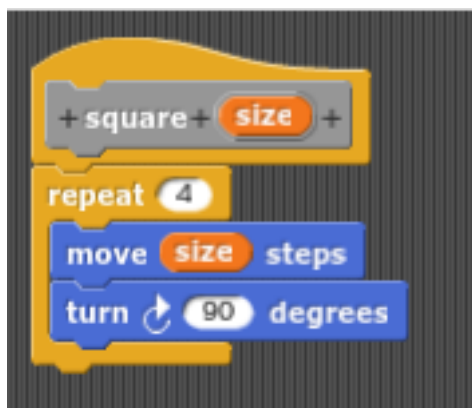 + square + size +
repeat 4
move size steps
turn 90 degrees